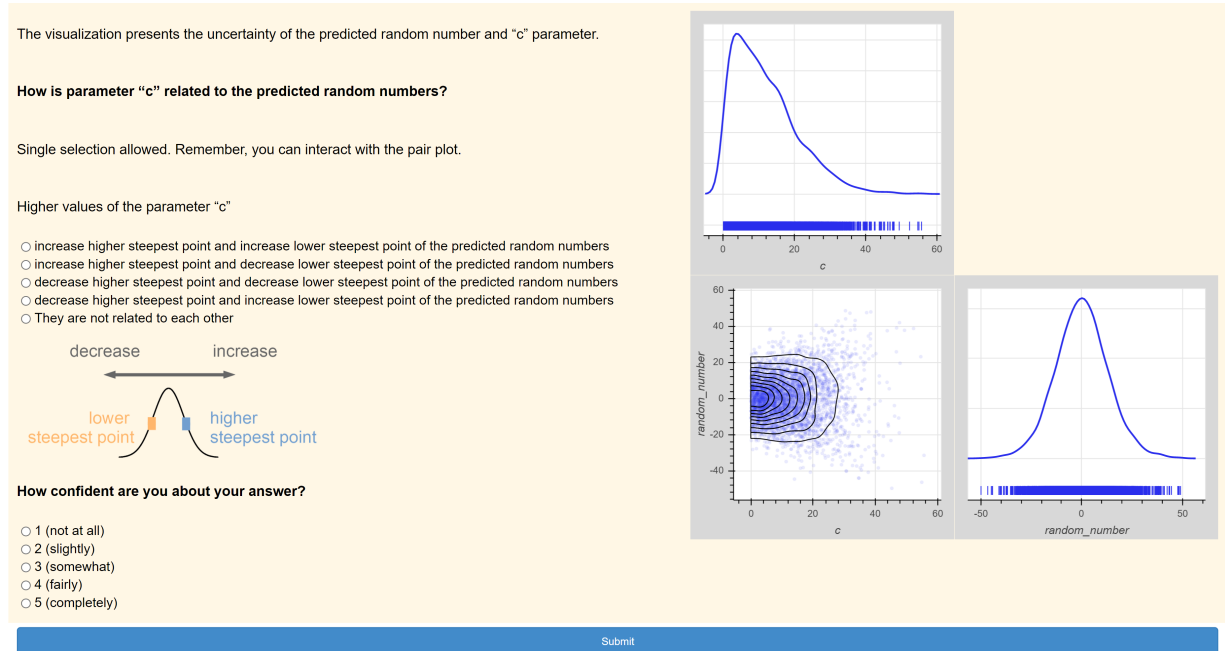 The visualization presents the uncertainty of the predicted random number and “c” parameter.
How is parameter “c” related to the predicted random numbers?
Single selection allowed. Remember, you can interact with the pair plot.
Higher values of the parameter “c”
increase higher steepest point and increase lower steepest point of the predicted random numbers
increase higher steepest point and decrease lower steepest point of the predicted random numbers
decrease higher steepest point and decrease lower steepest point of the predicted random numbers
decrease higher steepest point and increase lower steepest point of the predicted random numbers
They are not related to each other
decrease increase
lower higher
steepest point steepest point
How confident are you about your answer?
1 (not at all)
2 (slightly)
3 (somewhat)
4 (fairly)
5 (completely)
Submit
0 20 40 60
c
60
40
20
0
-20
-40
random_number
0 20 40 60
c
-50 0 50
random_number